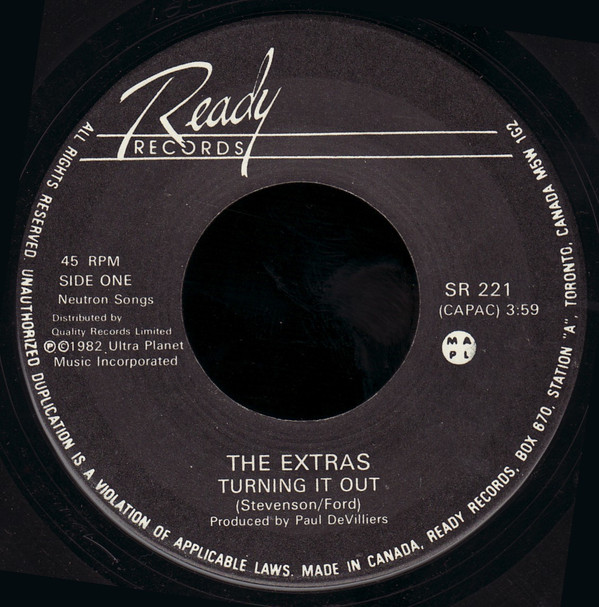 Ready
RECORDS
45 RPM
SIDE ONE
Neutron Songs
Distributed by
Quality Records Limited
Ⓟ©1982 Ultra Planet
Music Incorporated
SR 221
(CAPAC) 3:59
M A
P L
THE EXTRAS
TURNING IT OUT
(Stevenson/Ford)
Produced by Paul DeVilliers
ALL RIGHTS RESERVED. UNAUTHORIZED DUPLICATION IS A VIOLATION OF APPLICABLE LAWS. MADE IN CANADA, READY RECORDS, BOX 670, STATION "A", TORONTO, CANADA M5W 1G2